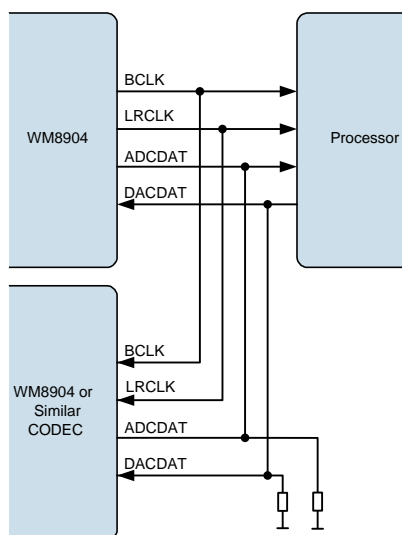 BCLK
LRCLK
WM8904
Processor
ADCDAT
DACDAT
BCLK
LRCLK
WM8904 or
Similar
CODEC
ADCDAT
DACDAT